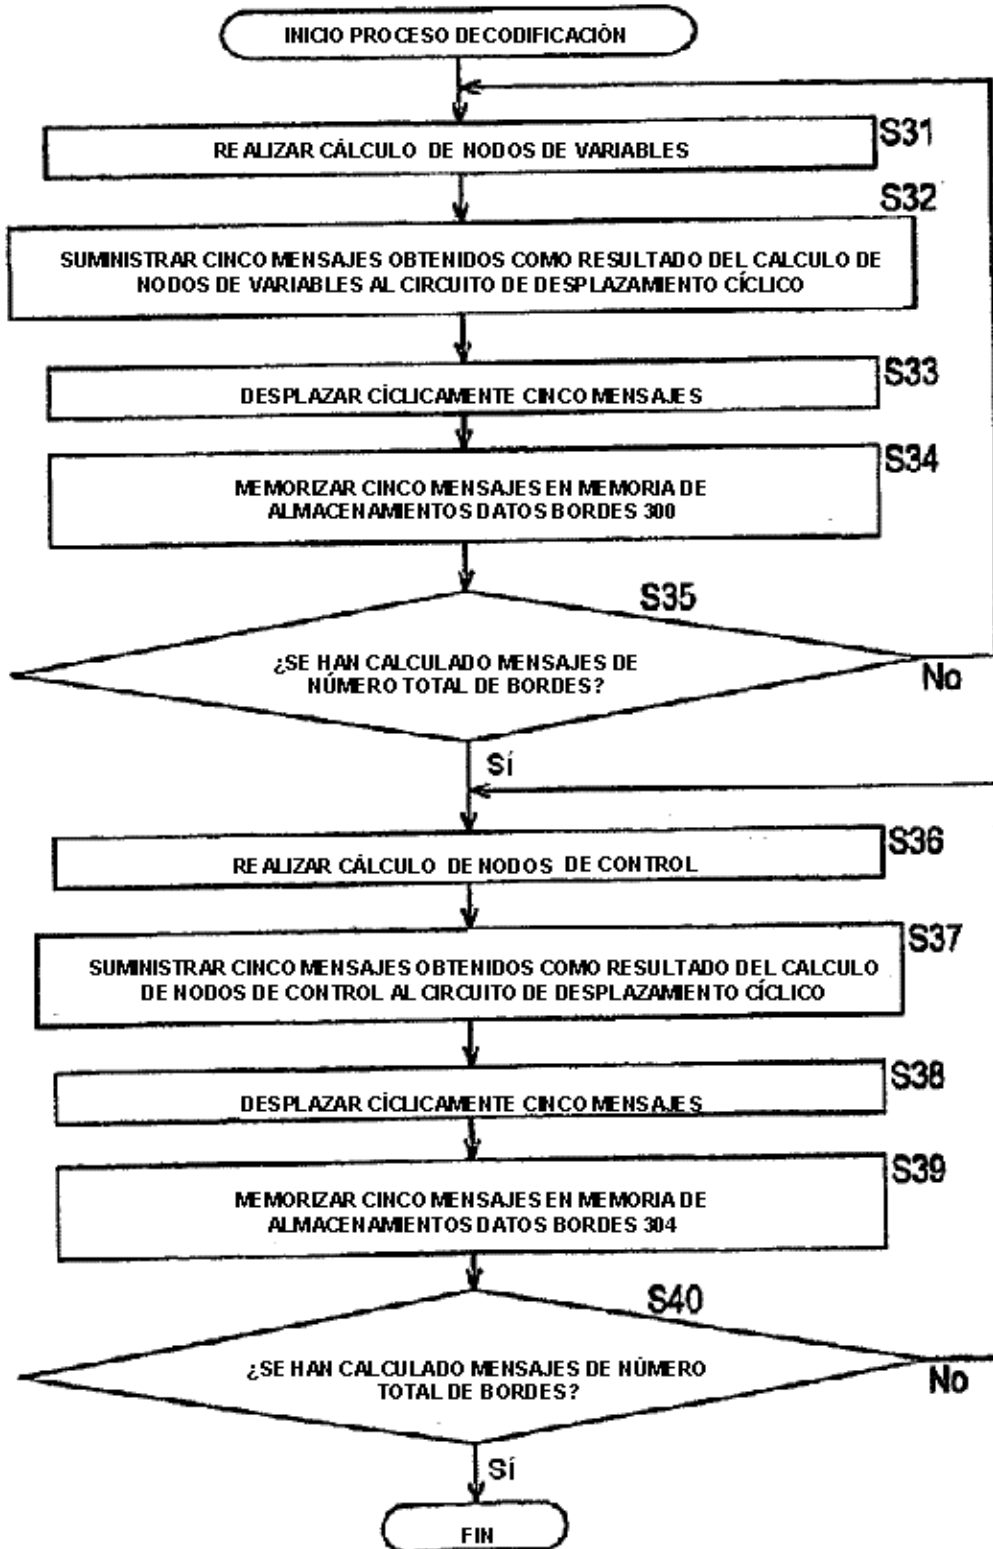 INICIO PROCESO DECODIFICACIÓN
S31
REALIZAR CÁLCULO DE NODOS DE VARIABLES
S32
SUMINISTRAR CINCO MENSAJES OBTENIDOS COMO RESULTADO DEL CALCULO DE
NODOS DE VARIABLES AL CIRCUITO DE DESPLAZAMIENTO CÍCLICO
S33
DESPLAZAR CÍCLICAMENTE CINCO MENSAJES
S34
MEMORIZAR CINCO MENSAJES EN MEMORIA DE
ALMACENAMIENTOS DATOS BORDES 300
S35
¿SE HAN CALCULADO MENSAJES DE
NÚMERO TOTAL DE BORDES?
No
SÍ
S36
REALIZAR CÁLCULO DE NODOS DE CONTROL
S37
SUMINISTRAR CINCO MENSAJES OBTENIDOS COMO RESULTADO DEL CALCULO
DE NODOS DE CONTROL AL CIRCUITO DE DESPLAZAMIENTO CÍCLICO
S38
DESPLAZAR CÍCLICAMENTE CINCO MENSAJES
S39
MEMORIZAR CINCO MENSAJES EN MEMORIA DE
ALMACENAMIENTOS DATOS BORDES 304
S40
¿SE HAN CALCULADO MENSAJES DE NÚMERO
TOTAL DE BORDES?
No
SÍ
FIN